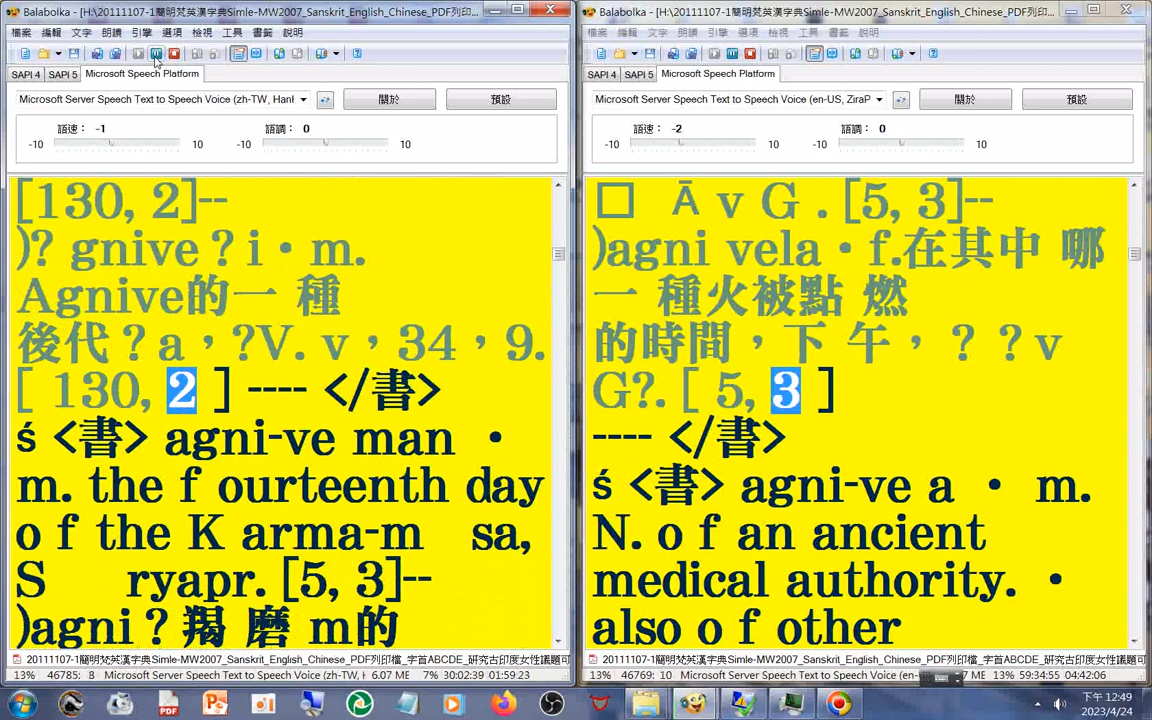 Balabolka - [H:\20111107-1簡明梵英漢字典Simle-MW2007_Sanskrit_English_Chinese_PDF列印...
檔案 編輯 文字 朗讀 引擎 選項 檢視 工具 書籤 說明
SAPI 4 SAPI 5 Microsoft Speech Platform
Microsoft Server Speech Text to Speech Voice (zh-TW, HanI
關於 預設
語速： -1 語調： 0
-10 10 -10 10
[130, 2]--
)? gnive ? i • m.
Agnive的一 種
後代 ? a，?V. v，34，9.
[ 130, 2 ] ---- </書>
ś <書> agni-ve man •
m. the f ourteenth day
o f the K arma-m sa,
S ryapr. [5, 3]--
)agni ? 羯 磨 m的
20111107-1簡明梵英漢字典Simle-MW2007_Sanskrit_English_Chinese_PDF列印檔_字首ABCDE_研究古印度女性議題可
13% 46785: 8 Microsoft Server Speech Text to Speech Voice (zh-TW, H 6.07 MB 7% 30:02:39 01:59:23
Balabolka - [H:\20111107-1簡明梵英漢字典Simle-MW2007_Sanskrit_English_Chinese_PDF列印...
檔案 編輯 文字 朗讀 引擎 選項 檢視 工具 書籤 說明
SAPI 4 SAPI 5 Microsoft Speech Platform
Microsoft Server Speech Text to Speech Voice (en-US, ZiraP
關於 預設
語速： -2 語調： 0
-10 10 -10 10
□ Ā v G . [5, 3]--
)agni vela • f.在其中 哪
一 種火被點 燃
的時間，下 午， ? ? v
G?. [ 5, 3 ]
---- </書>
ś <書> agni-ve a • m.
N. o f an ancient
medical authority. •
also o f other
20111107-1簡明梵英漢字典Simle-MW2007_Sanskrit_English_Chinese_PDF列印檔_字首ABCDE_研究古印度女性議題可
13% 46769: 10 Microsoft Server Speech Text to Speech Voice (en-US, 6.07 MB 13% 59:34:55 04:42:06
下午 12:49
2023/4/24